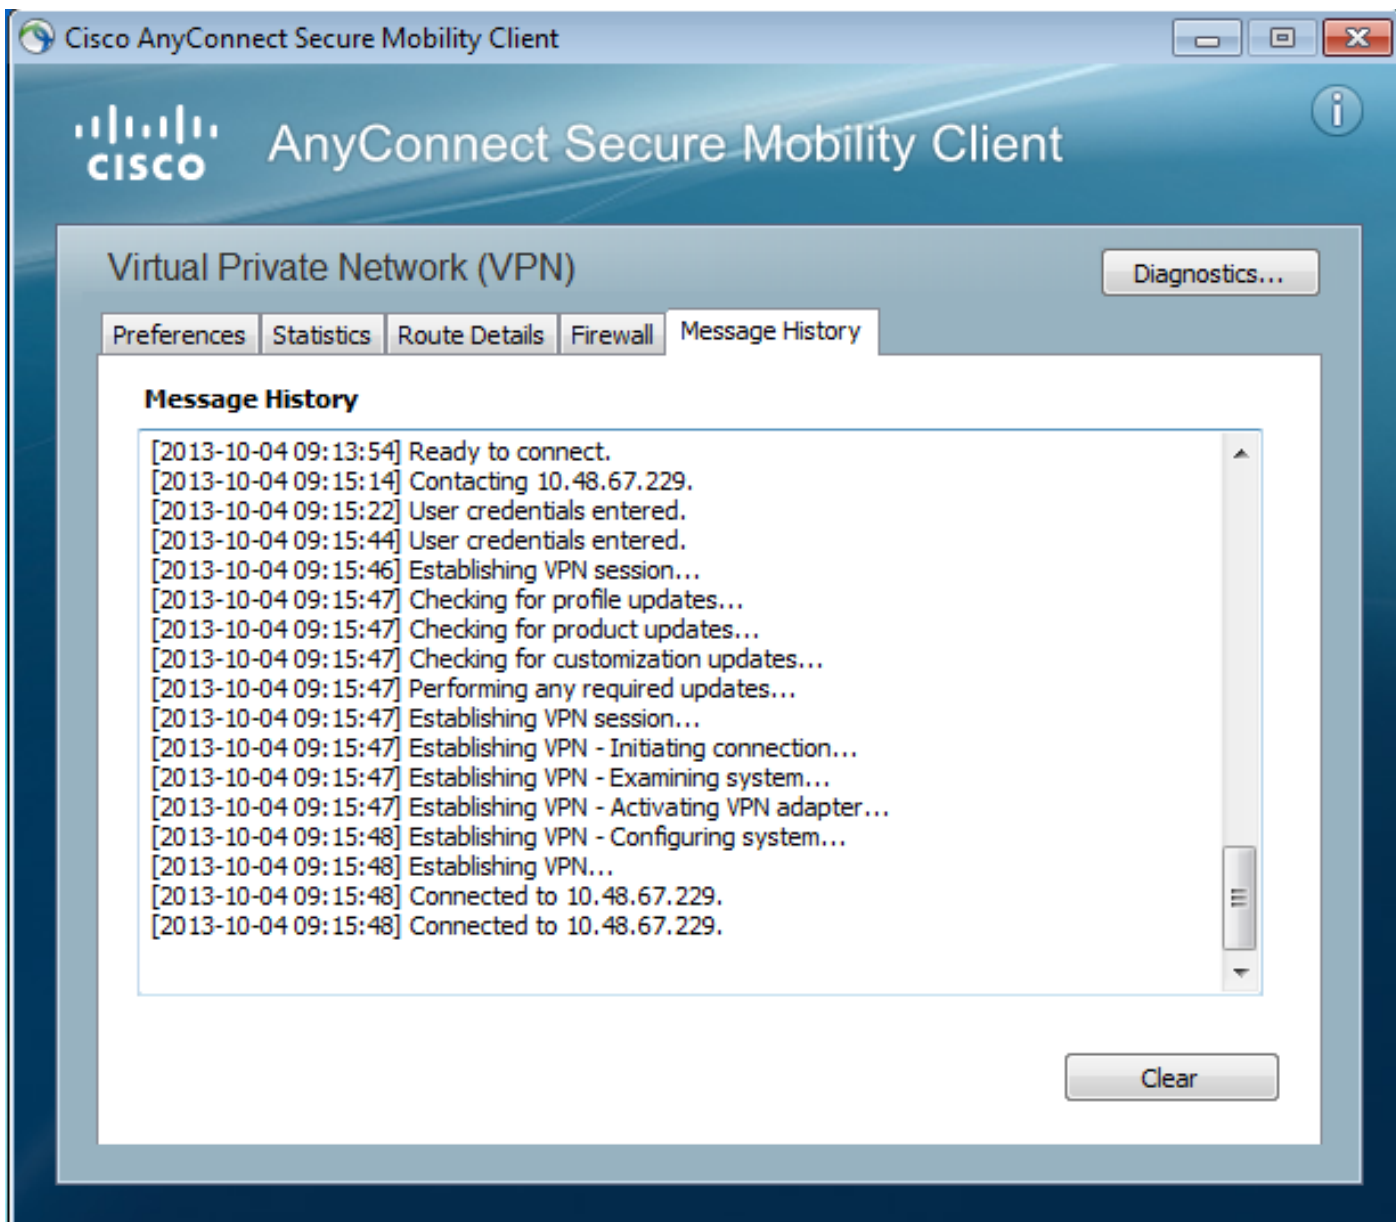 Cisco AnyConnect Secure Mobility Client
CISCO
AnyConnect Secure Mobility Client
i
Virtual Private Network (VPN)
Diagnostics...
Preferences
Statistics
Route Details
Firewall
Message History
Message History
[2013-10-04 09:13:54] Ready to connect.
[2013-10-04 09:15:14] Contacting 10.48.67.229.
[2013-10-04 09:15:22] User credentials entered.
[2013-10-04 09:15:44] User credentials entered.
[2013-10-04 09:15:46] Establishing VPN session...
[2013-10-04 09:15:47] Checking for profile updates...
[2013-10-04 09:15:47] Checking for product updates...
[2013-10-04 09:15:47] Checking for customization updates...
[2013-10-04 09:15:47] Performing any required updates...
[2013-10-04 09:15:47] Establishing VPN session...
[2013-10-04 09:15:47] Establishing VPN - Initiating connection...
[2013-10-04 09:15:47] Establishing VPN - Examining system...
[2013-10-04 09:15:47] Establishing VPN - Activating VPN adapter...
[2013-10-04 09:15:48] Establishing VPN - Configuring system...
[2013-10-04 09:15:48] Establishing VPN...
[2013-10-04 09:15:48] Connected to 10.48.67.229.
[2013-10-04 09:15:48] Connected to 10.48.67.229.
Clear